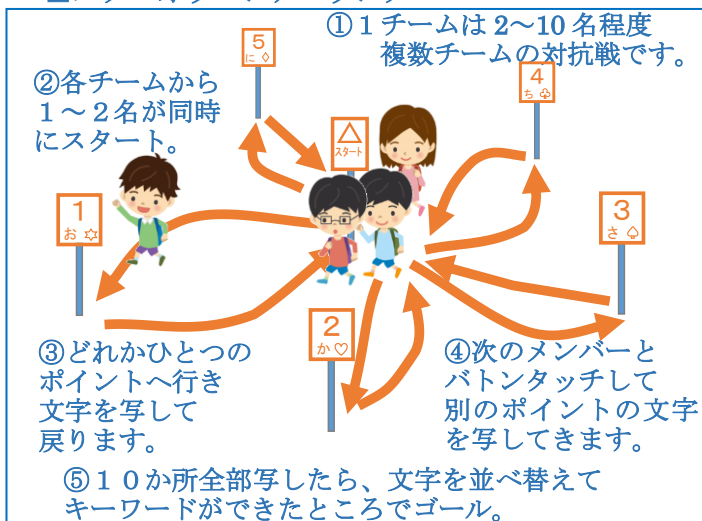 ①１チームは2～10名程度
複数チームの対抗戦です。
②各チームから
１～２名が同時
にスタート。
5
に ♢
4
ち ♧
△
スタート
1
お ✡
3
さ ♤
2
か ♡
③どれかひとつの
ポイントへ行き
文字を写して
戻ります。
④次のメンバーと
バトンタッチして
別のポイントの文字
を写してきます。
⑤１０か所全部写したら、文字を並べ替えて
キーワードができたところでゴール。